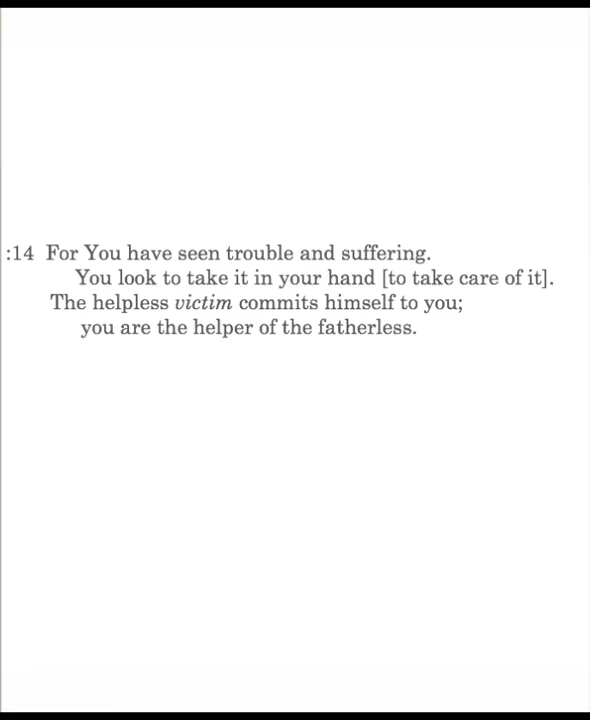 :14 For You have seen trouble and suffering.
You look to take it in your hand [to take care of it].
The helpless victim commits himself to you;
you are the helper of the fatherless.